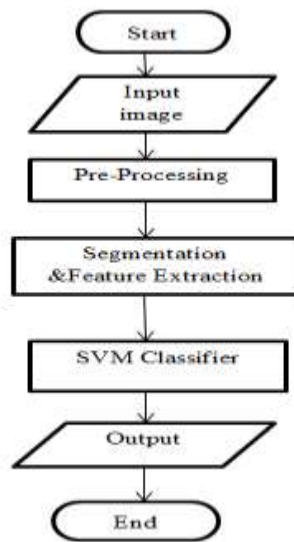 Start
Input
image
Pre-Processing
Segmentation
&Feature Extraction
SVM Classifier
Output
End